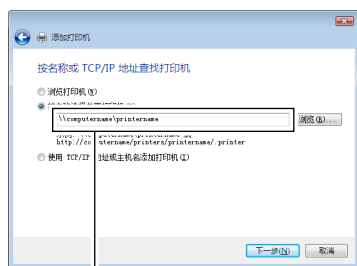 添加打印机
按名称或 TCP/IP 地址查找打印机
浏览打印机(W)
\\computername\printername
浏览(R)...
http://co utername/printers/printername/.printer
使用 TCP/IP 地址或主机名添加打印机(I)
下一步(N)
取消